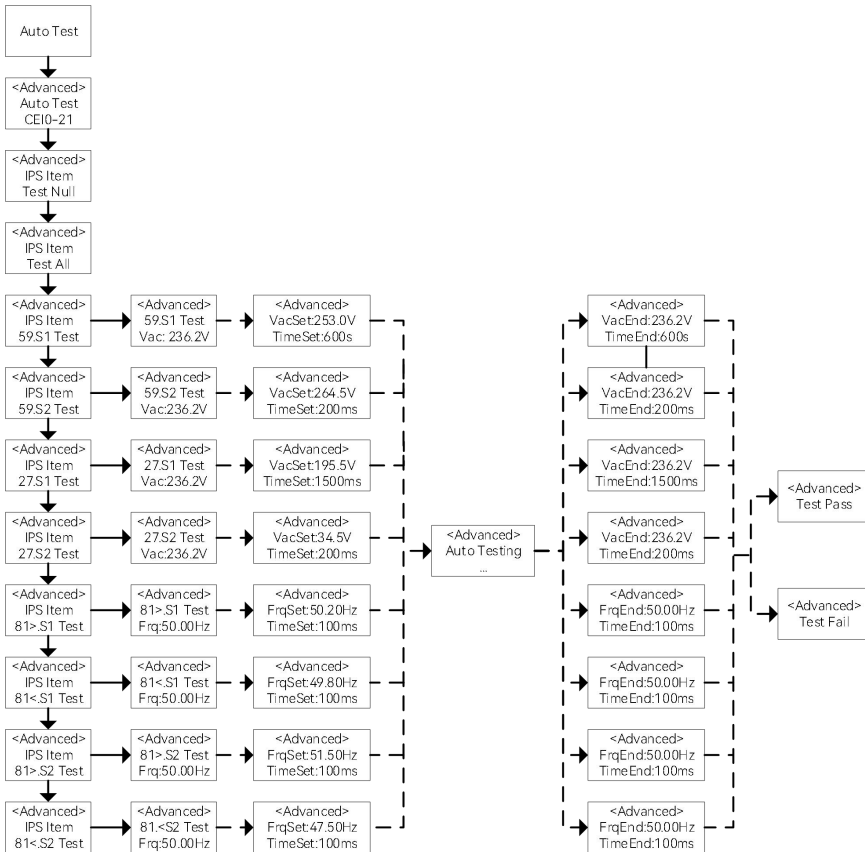 Auto Test
<Advanced>
Auto Test
CEI0-21
<Advanced>
IPS Item
Test Null
<Advanced>
IPS Item
Test All
<Advanced>
IPS Item
59.S1 Test
<Advanced>
59.S1 Test
Vac: 236.2V
<Advanced>
VacSet:253.0V
TimeSet:600s
<Advanced>
VacEnd:236.2V
TimeEnd:600s
<Advanced>
IPS Item
59.S2 Test
<Advanced>
59.S2 Test
Vac:236.2V
<Advanced>
VacSet:264.5V
TimeSet:200ms
<Advanced>
VacEnd:236.2V
TimeEnd:200ms
<Advanced>
IPS Item
27.S1 Test
<Advanced>
27.S1 Test
Vac:236.2V
<Advanced>
VacSet:195.5V
TimeSet:1500ms
<Advanced>
VacEnd:236.2V
TimeEnd:1500ms
<Advanced>
IPS Item
27.S2 Test
<Advanced>
27.S2 Test
Vac:236.2V
<Advanced>
VacSet:34.5V
TimeSet:200ms
<Advanced>
Auto Testing
...
<Advanced>
VacEnd:236.2V
TimeEnd:200ms
<Advanced>
Test Pass
<Advanced>
Test Fail
<Advanced>
IPS Item
81>.S1 Test
<Advanced>
81>.S1 Test
Frq:50.00Hz
<Advanced>
FrqSet:50.20Hz
TimeSet:100ms
<Advanced>
FrqEnd:50.00Hz
TimeEnd:100ms
<Advanced>
IPS Item
81<.S1 Test
<Advanced>
81<.S1 Test
Frq:50.00Hz
<Advanced>
FrqSet:49.80Hz
TimeSet:100ms
<Advanced>
FrqEnd:50.00Hz
TimeEnd:100ms
<Advanced>
IPS Item
81>.S2 Test
<Advanced>
81>.S2 Test
Frq:50.00Hz
<Advanced>
FrqSet:51.50Hz
TimeSet:100ms
<Advanced>
FrqEnd:50.00Hz
TimeEnd:100ms
<Advanced>
IPS Item
81<.S2 Test
<Advanced>
81.<S2 Test
Frq:50.00Hz
<Advanced>
FrqSet:47.50Hz
TimeSet:100ms
<Advanced>
FrqEnd:50.00Hz
TimeEnd:100ms